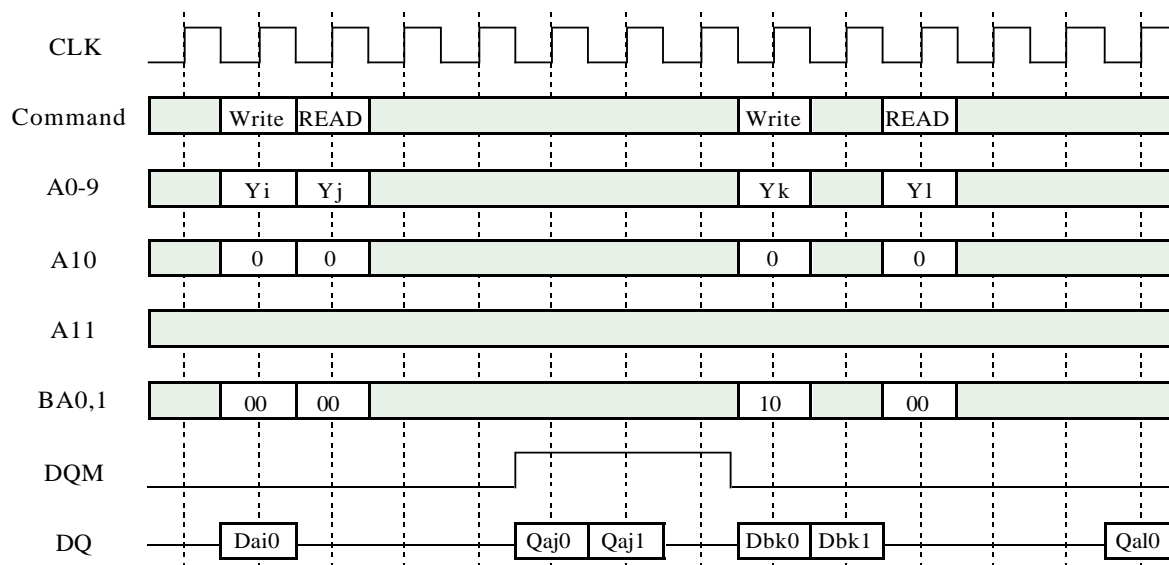 CLK
Command Write READ Write READ
A0-9 Yi Yj Yk Yl
A10 0 0 0 0
A11
BA0,1 00 00 10 00
DQM
DQ Dai0 Qaj0 Qaj1 Dbk0 Dbk1 Qal0